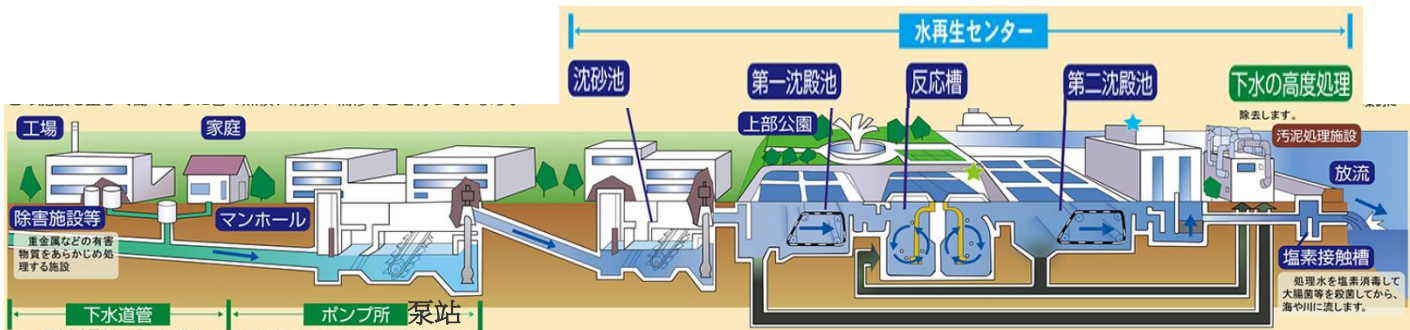 水再生センター
沈砂池
第一沈殿池
反応槽
第二沈殿池
下水の高度処理
除去します。
工場
家庭
上部公園
汚泥処理施設
放流
除害施設等
マンホール
重金属などの有害
物質をあらかじめ処
理する施設
塩素接触槽
処理水を塩素消毒して
大腸菌等を殺菌してから、
海や川に流します。
下水道管
ポンプ所 泵站